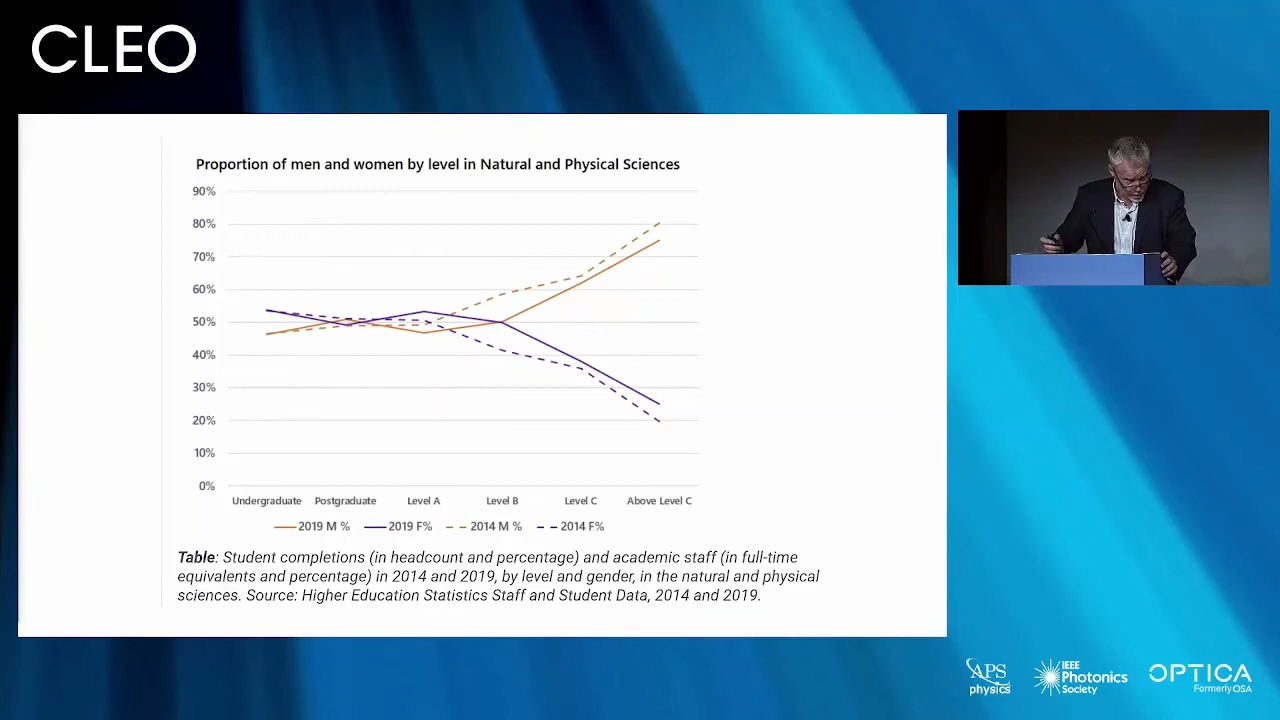 CLEO
Proportion of men and women by level in Natural and Physical Sciences
90%
80%
70%
60%
50%
40%
30%
20%
10%
0%
Undergraduate Postgraduate Level A Level B Level C Above Level C
2019 M % 2019 F% 2014 M % 2014 F%
Table: Student completions (in headcount and percentage) and academic staff (in full-time
equivalents and percentage) in 2014 and 2019, by level and gender, in the natural and physical
sciences. Source: Higher Education Statistics Staff and Student Data, 2014 and 2019.
APS
physics
IEEE
Photonics
Society
OPTICA
Formerly OSA